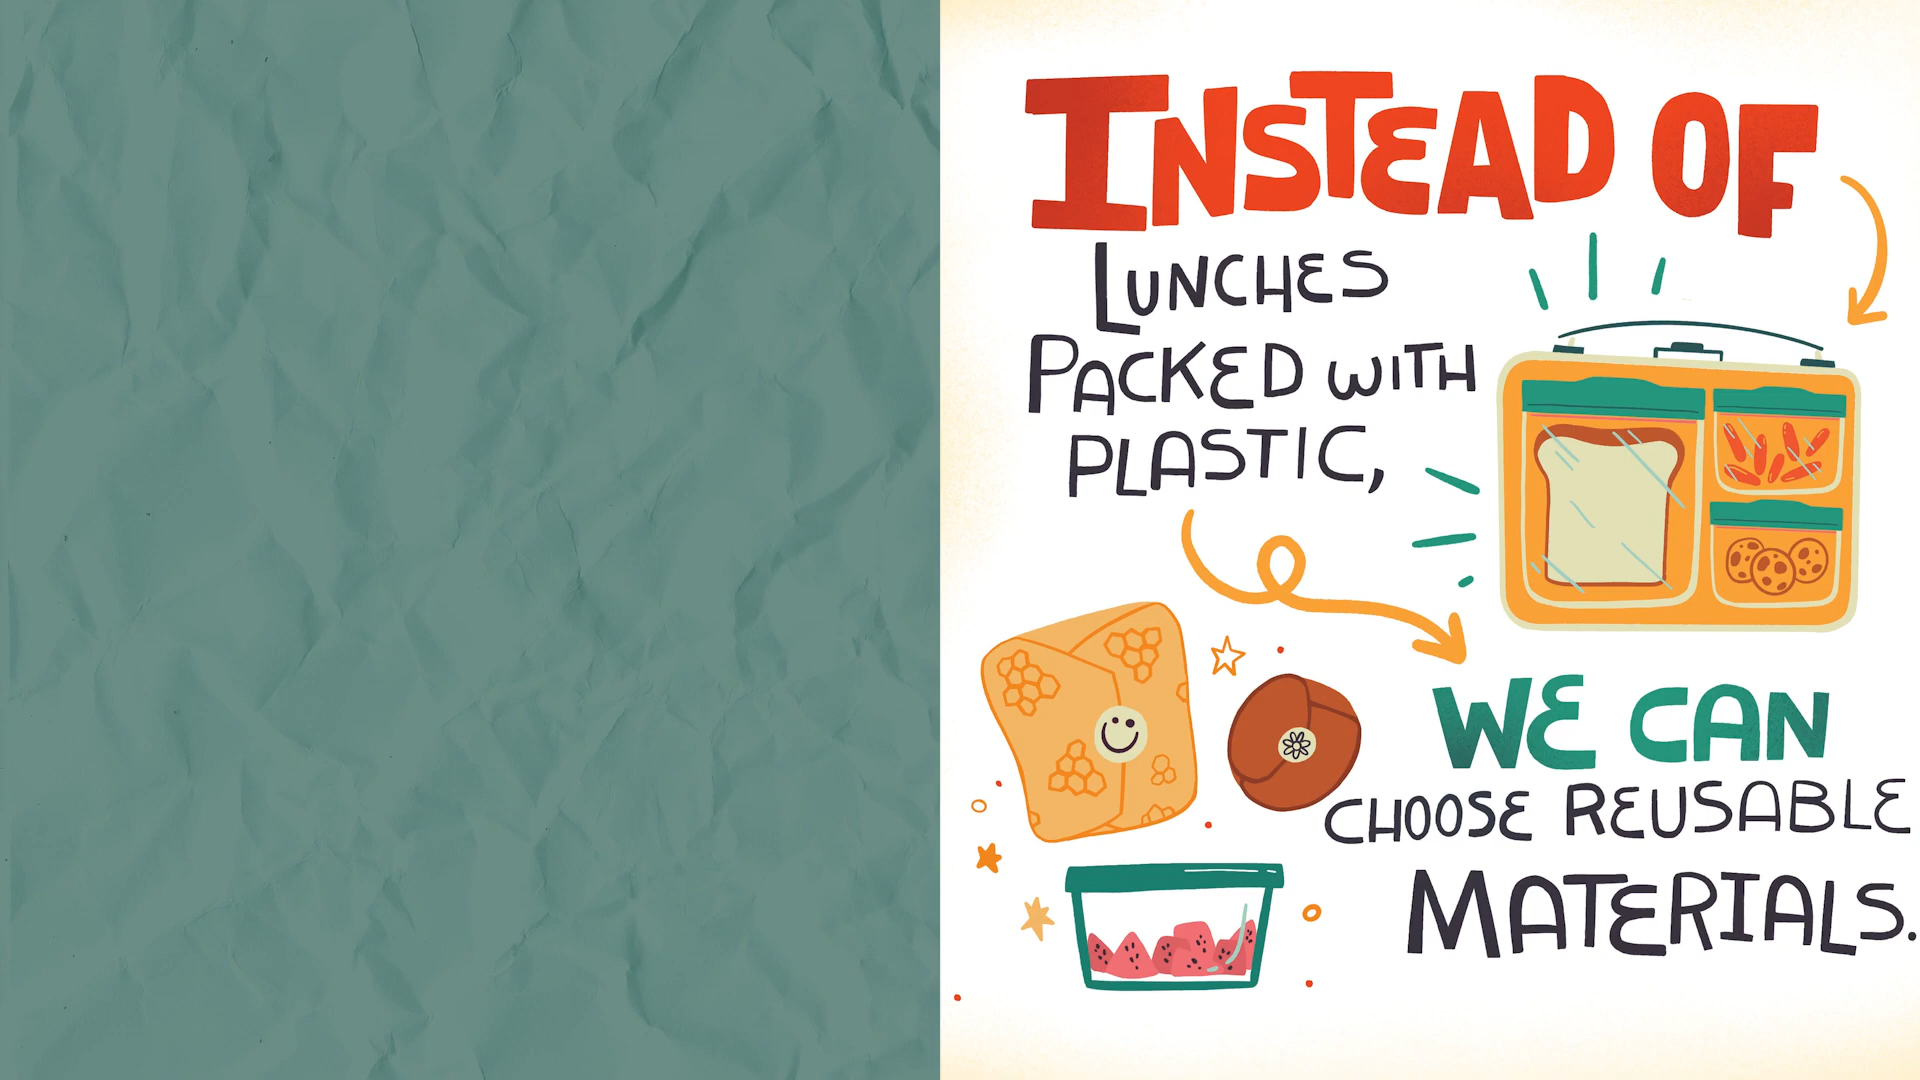 INSTEAD OF
LUNCHES
PACKED WITH
PLASTIC,
WE CAN
CHOOSE REUSABLE
MATERIALS.